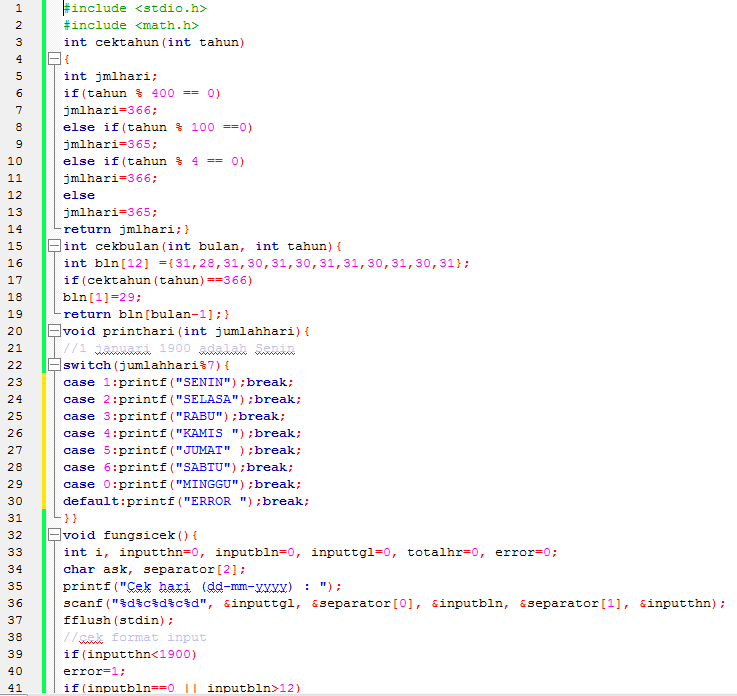 1 #include <stdio.h>
2 #include <math.h>
3 int cektahun(int tahun)
4 {
5 int jmlhari;
6 if(tahun % 400 == 0)
7 jmlhari=366;
8 else if(tahun % 100 ==0)
9 jmlhari=365;
10 else if(tahun % 4 == 0)
11 jmlhari=366;
12 else
13 jmlhari=365;
14 return jmlhari;}
15 int cekbulan(int bulan, int tahun){
16 int bln[12] ={31,28,31,30,31,30,31,31,30,31,30,31};
17 if(cektahun(tahun)==366)
18 bln[1]=29;
19 return bln[bulan-1];}
20 void printhari(int jumlahhari){
21 //1 januari 1900 adalah Senin
22 switch(jumlahhari%7){
23 case 1:printf("SENIN");break;
24 case 2:printf("SELASA");break;
25 case 3:printf("RABU");break;
26 case 4:printf("KAMIS ");break;
27 case 5:printf("JUMAT" );break;
28 case 6:printf("SABTU");break;
29 case 0:printf("MINGGU");break;
30 default:printf("ERROR ");break;
31 }}
32 void fungsicek(){
33 int i, inputthn=0, inputbln=0, inputtgl=0, totalhr=0, error=0;
34 char ask, separator[2];
35 printf("Cek hari (dd-mm-yyyy) : ");
36 scanf("%d%c%d%c%d", &inputtgl, &separator[0], &inputbln, &separator[1], &inputthn);
37 fflush(stdin);
38 //cek format input
39 if(inputthn<1900)
40 error=1;
41 if(inputbln==0 || inputbln>12)